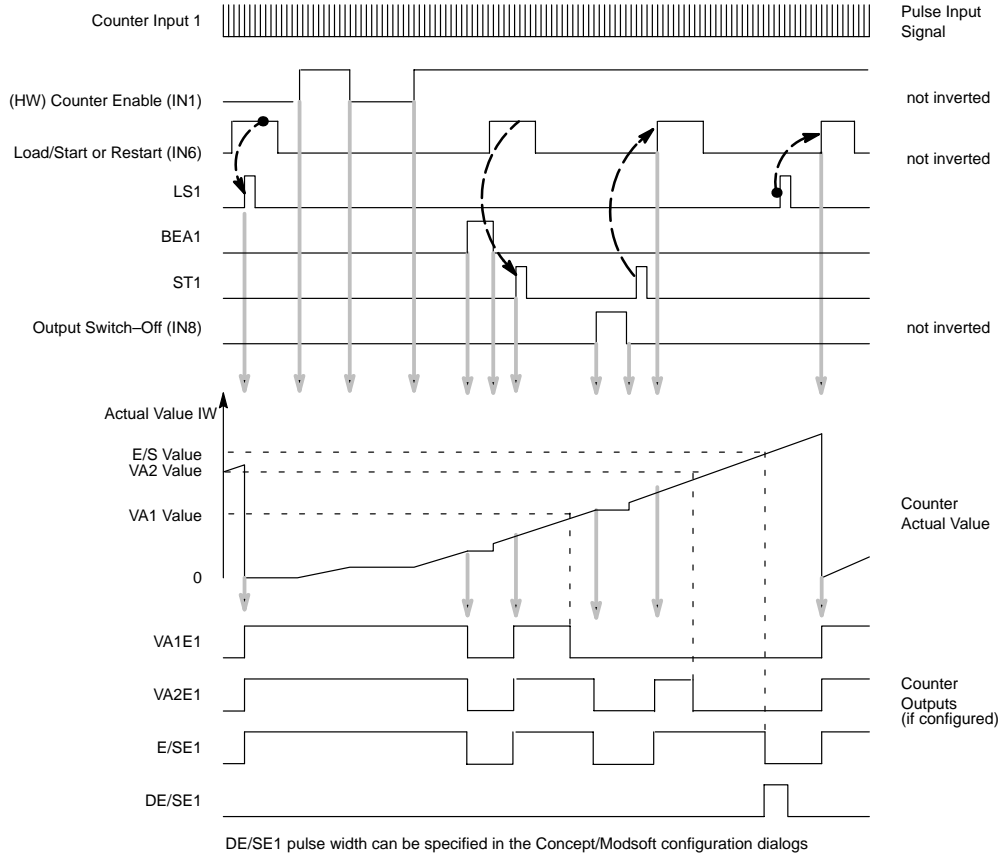 Counter Input 1
Pulse Input
Signal
(HW) Counter Enable (IN1)
not inverted
Load/Start or Restart (IN6)
not inverted
LS1
BEA1
ST1
Output Switch–Off (IN8)
not inverted
Actual Value IW
E/S Value
VA2 Value
VA1 Value
Counter
Actual Value
0
VA1E1
VA2E1
Counter
Outputs
(if configured)
E/SE1
DE/SE1
DE/SE1 pulse width can be specified in the Concept/Modsoft configuration dialogs